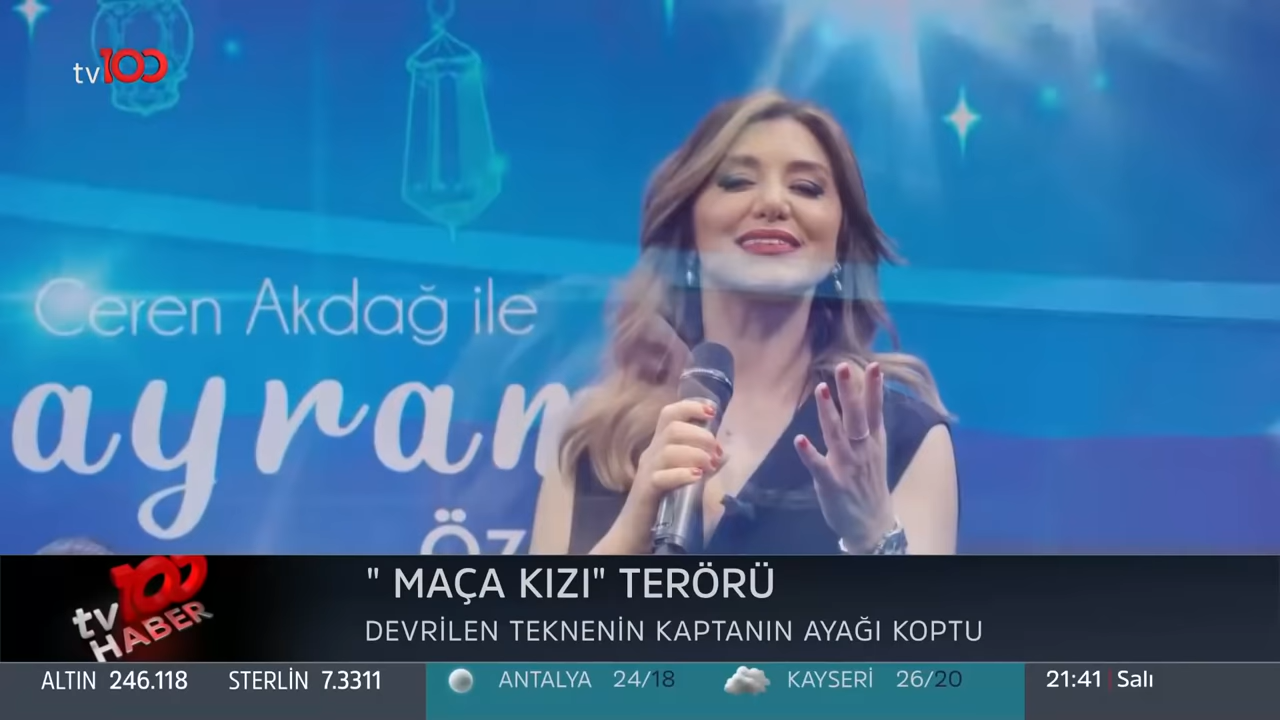 tv100
Ceren Akdağ ile
ayram
Öz
tv100
HABER
" MAÇA KIZI" TERÖRÜ
DEVRİLEN TEKNENİN KAPTANIN AYAĞI KOPTU
ALTIN 246.118 STERLİN 7.3311 ANTALYA 24/18 KAYSERİ 26/20 21:41 Salı